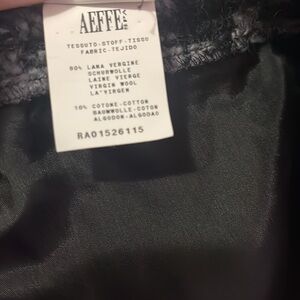 AEFFE
TESSUTO-STOFF-TISSU
FABRIC-TEJIDO
90% LANA VERGINE
SCHURWOLLE
LAINE VIERGE
VIRGIN WOOL
LA"VIRGEN
10% COTONE-COTTON
BAUMWOLLE-COTON
ALGODON-ALGODAO
RA01526115